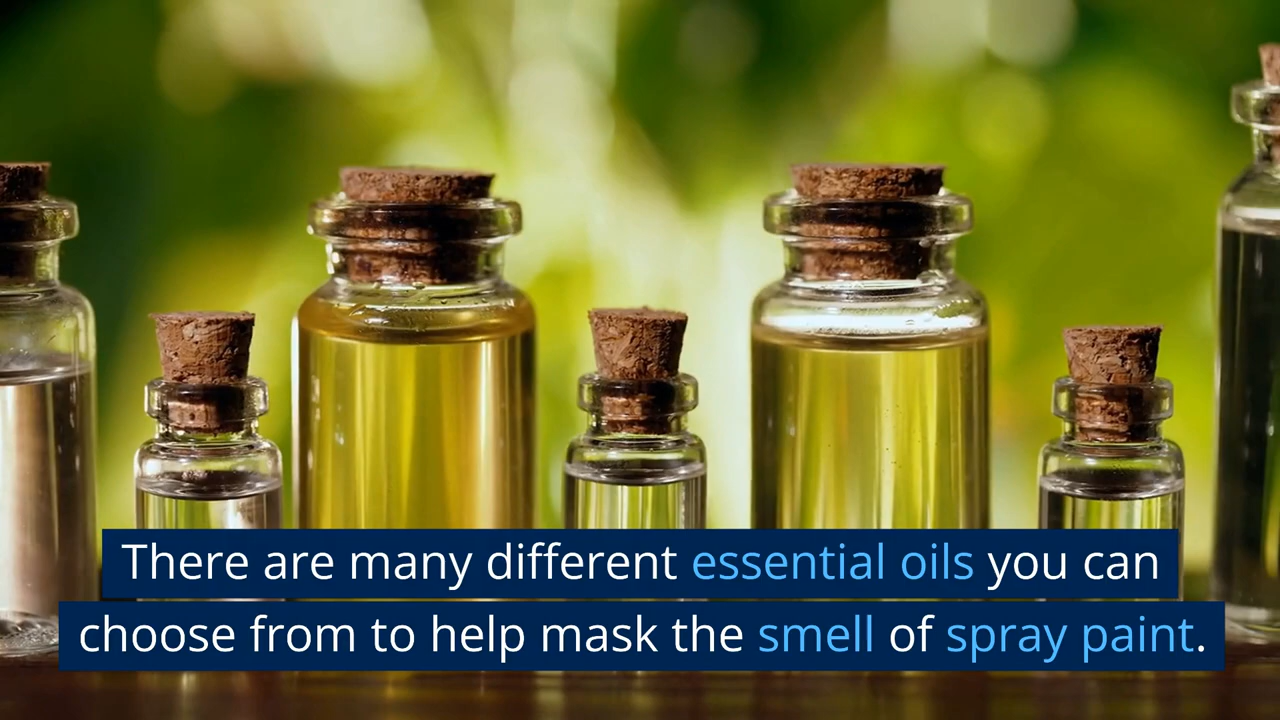 There are many different essential oils you can
choose from to help mask the smell of spray paint.